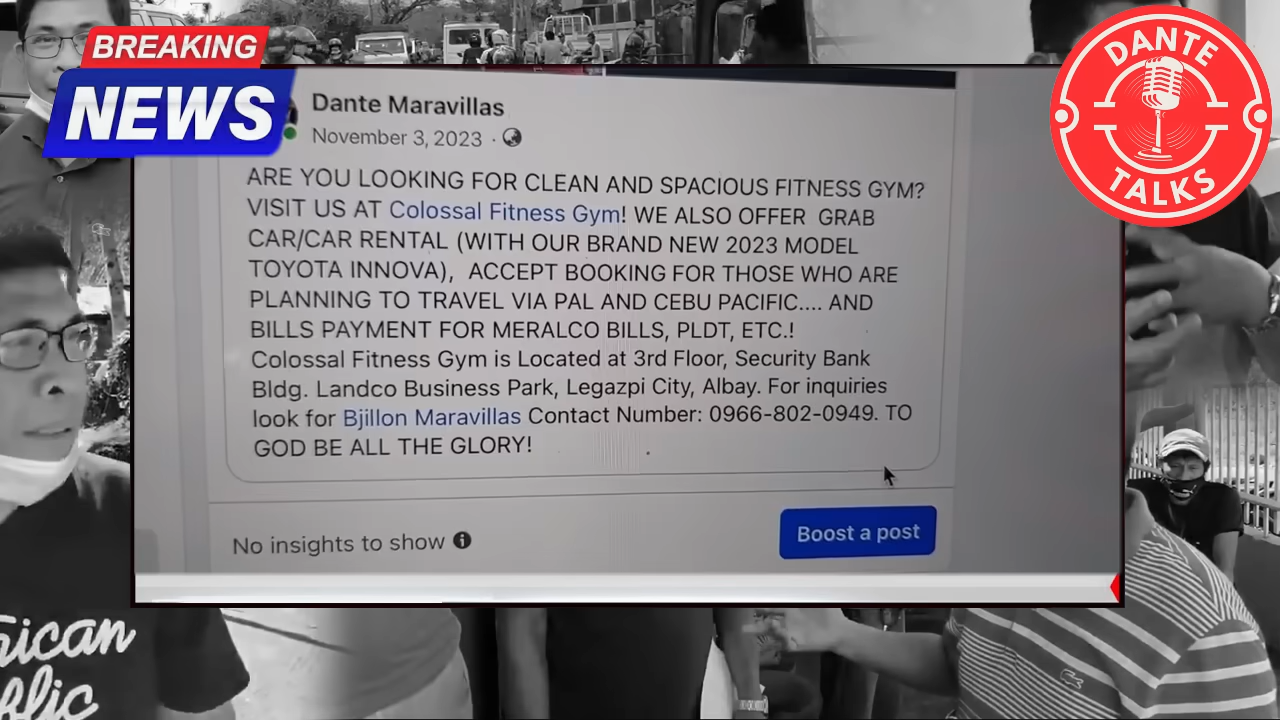 BREAKING
NEWS
DANTE
TALKS
Dante Maravillas
November 3, 2023 ·
ARE YOU LOOKING FOR CLEAN AND SPACIOUS FITNESS GYM?
VISIT US AT Colossal Fitness Gym! WE ALSO OFFER GRAB
CAR/CAR RENTAL (WITH OUR BRAND NEW 2023 MODEL
TOYOTA INNOVA), ACCEPT BOOKING FOR THOSE WHO ARE
PLANNING TO TRAVEL VIA PAL AND CEBU PACIFIC.... AND
BILLS PAYMENT FOR MERALCO BILLS, PLDT, ETC.!
Colossal Fitness Gym is Located at 3rd Floor, Security Bank
Bldg. Landco Business Park, Legazpi City, Albay. For inquiries
look for Bjillon Maravillas Contact Number: 0966-802-0949. TO
GOD BE ALL THE GLORY!
No insights to show
Boost a post